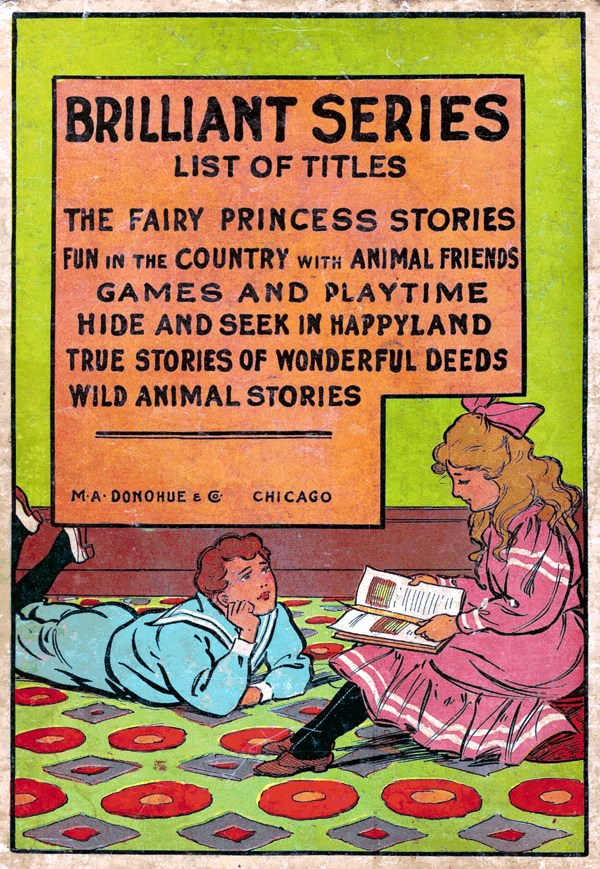 BRILLIANT SERIES
LIST OF TITLES
THE FAIRY PRINCESS STORIES
FUN IN THE COUNTRY WITH ANIMAL FRIENDS
GAMES AND PLAYTIME
HIDE AND SEEK IN HAPPYLAND
TRUE STORIES OF WONDERFUL DEEDS
WILD ANIMAL STORIES
M·A·DONOHUE & CO. CHICAGO